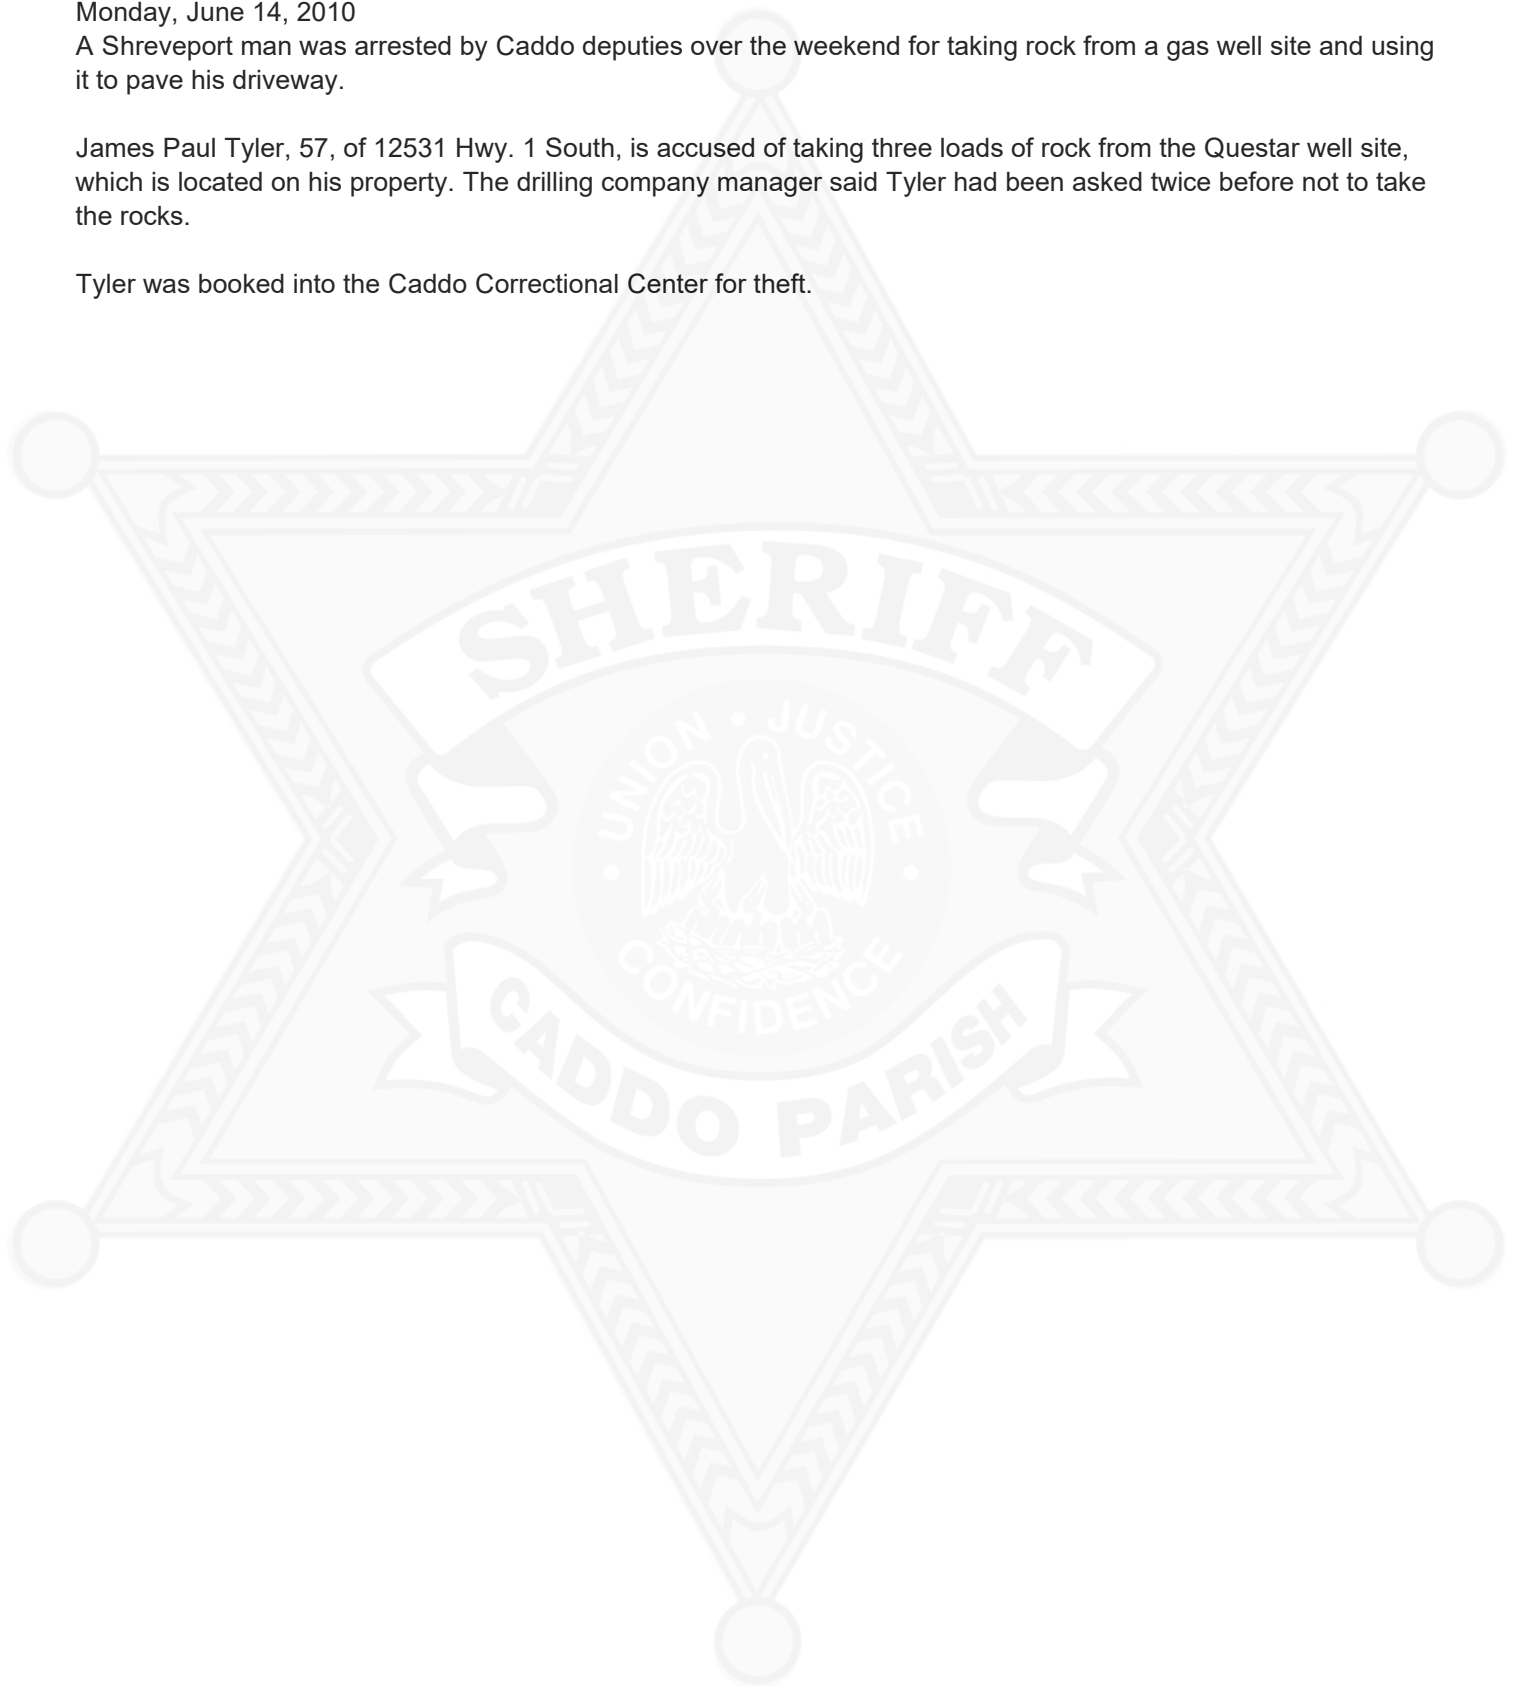 Monday, June 14, 2010
A Shreveport man was arrested by Caddo deputies over the weekend for taking rock from a gas well site and using
it to pave his driveway.
James Paul Tyler, 57, of 12531 Hwy. 1 South, is accused of taking three loads of rock from the Questar well site,
which is located on his property. The drilling company manager said Tyler had been asked twice before not to take
the rocks.
Tyler was booked into the Caddo Correctional Center for theft.
SHERIFF
UNION • JUSTICE
• CONFIDENCE •
CADDO PARISH